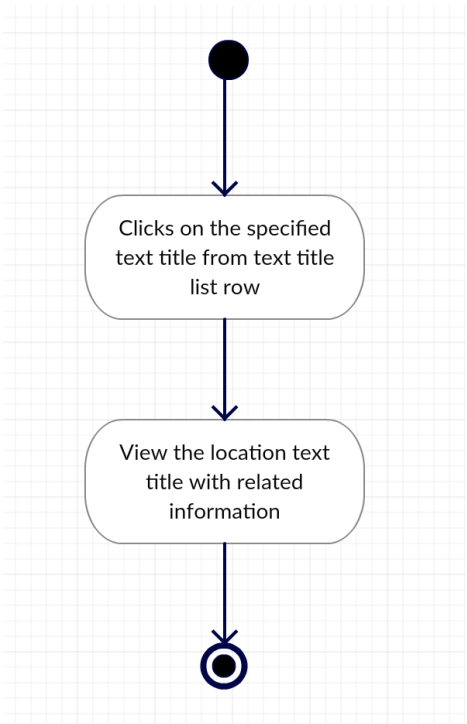 Clicks on the specified
text title from text title
list row
View the location text
title with related
information